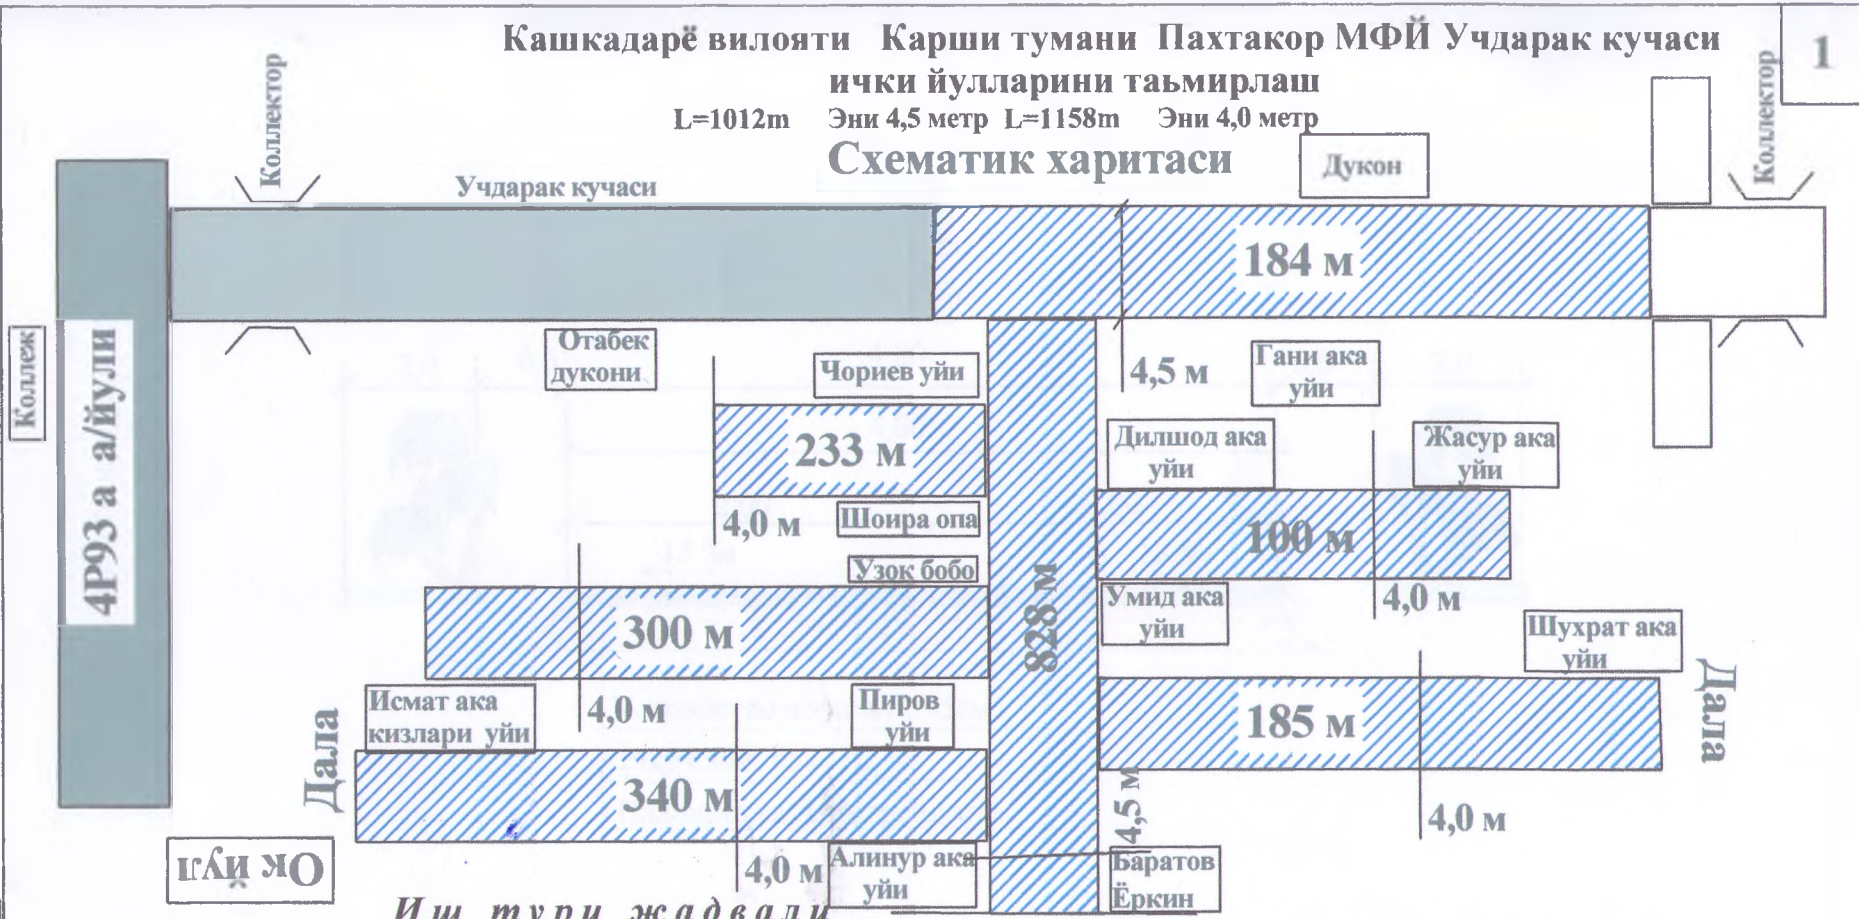 Кашкадарё вилояти Карши тумани Пахтакор МФЙ Учдарак кучаси
ички йулларини таьмирлаш
L=1012m Эни 4,5 метр L=1158m Эни 4,0 метр
Схематик харитаси
1
Коллектор
Коллектор
Дукон
Учдарак кучаси
184 м
Коллеж
4Р93 а а/йули
Отабек
дукони
Чориев уйи
4,5 м
Гани ака
уйи
233 м
Дилшод ака
уйи
Жасур ака
уйи
4,0 м
Шоира опа
100 м
Узок бобо
828 м
Умид ака
уйи
4,0 м
300 м
Шухрат ака
уйи
Исмат ака
кизлари уйи
4,0 м
Пиров
уйи
185 м
Дала
Дала
340 м
4,5 м
4,0 м
Ок йул
4,0 м
Алинур ака
уйи
Баратов
Ёркин
Иш тури жадвали